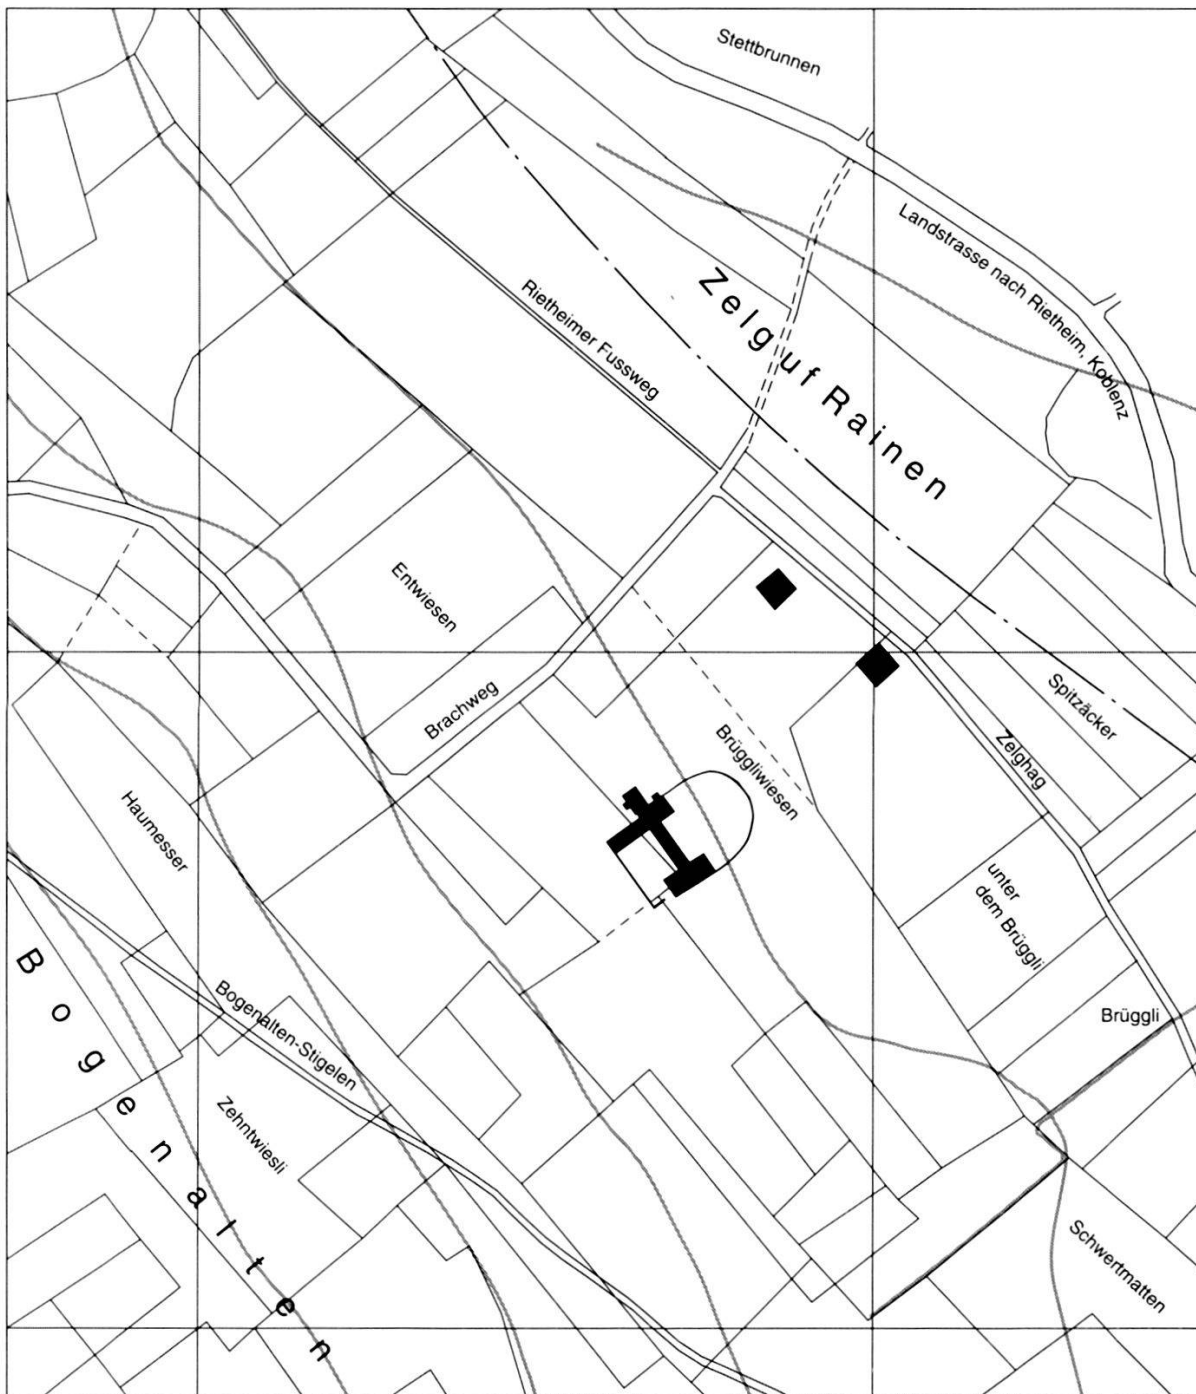 Stettbrunnen
Landstrasse nach Rietheim, Koblenz
Zelg uf Rainen
Rietheimer Fussweg
Entwiesen
Brachweg
Spitzäcker
Zelghag
Brüggliwiesen
Haumesser
unter
dem Brüggli
Brüggli
Bogenalten
Bogenalten-Stigelen
Zehntwiesli
Schwertmatten